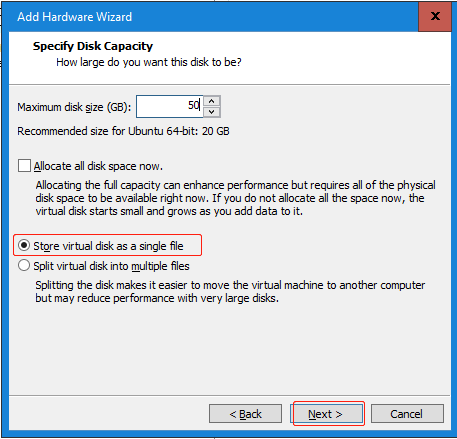 Add Hardware Wizard
x
Specify Disk Capacity
How large do you want this disk to be?
Maximum disk size (GB): 50
Recommended size for Ubuntu 64-bit: 20 GB
Allocate all disk space now.
Allocating the full capacity can enhance performance but requires all of the physical
disk space to be available right now. If you do not allocate all the space now, the
virtual disk starts small and grows as you add data to it.
Store virtual disk as a single file
Split virtual disk into multiple files
Splitting the disk makes it easier to move the virtual machine to another computer
but may reduce performance with very large disks.
< Back Next > Cancel